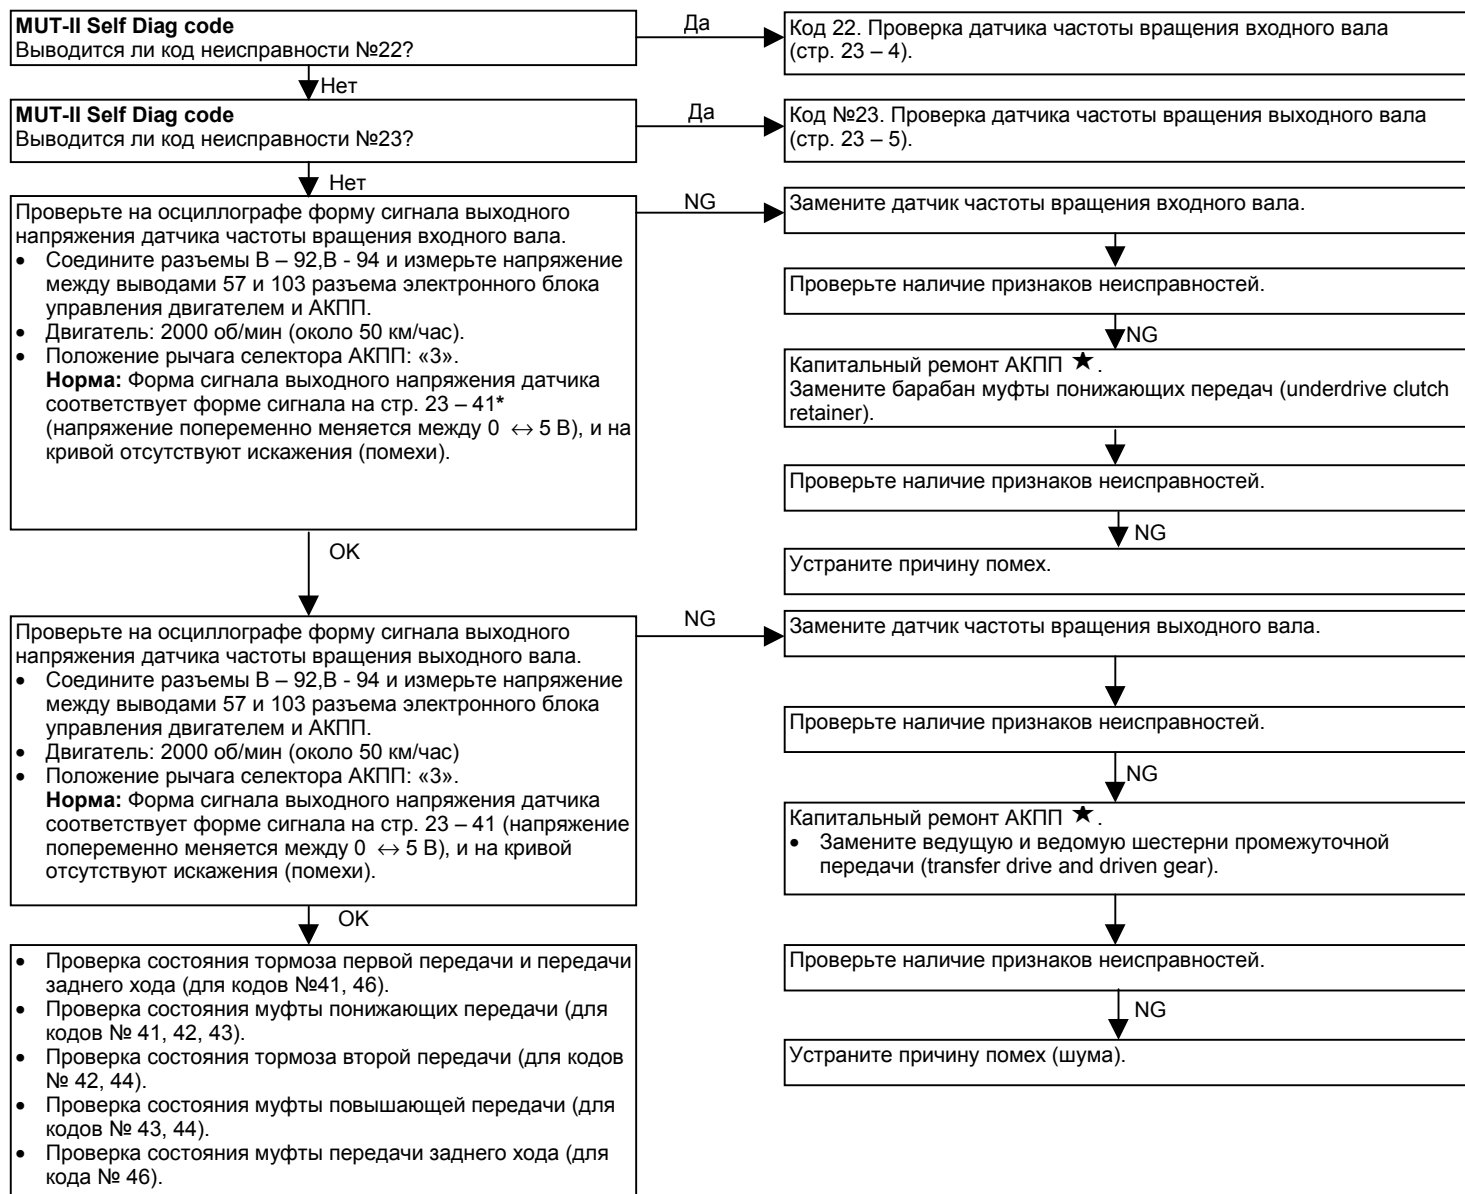 MUT-II Self Diag code
Выводится ли код неисправности №22?
Да
Код 22. Проверка датчика частоты вращения входного вала
(стр. 23 – 4).
Нет
MUT-II Self Diag code
Выводится ли код неисправности №23?
Да
Код №23. Проверка датчика частоты вращения выходного вала
(стр. 23 – 5).
Нет
Проверьте на осциллографе форму сигнала выходного
напряжения датчика частоты вращения входного вала.
• Соедините разъемы В – 92,В - 94 и измерьте напряжение
между выводами 57 и 103 разъема электронного блока
управления двигателем и АКПП.
• Двигатель: 2000 об/мин (около 50 км/час).
• Положение рычага селектора АКПП: «3».
Норма: Форма сигнала выходного напряжения датчика
соответствует форме сигнала на стр. 23 – 41*
(напряжение попеременно меняется между 0 ↔ 5 В), и на
кривой отсутствуют искажения (помехи).
NG
Замените датчик частоты вращения входного вала.
Проверьте наличие признаков неисправностей.
NG
Капитальный ремонт АКПП ★.
Замените барабан муфты понижающих передач (underdrive clutch
retainer).
Проверьте наличие признаков неисправностей.
NG
Устраните причину помех.
OK
Проверьте на осциллографе форму сигнала выходного
напряжения датчика частоты вращения выходного вала.
• Соедините разъемы В – 92,В - 94 и измерьте напряжение
между выводами 57 и 103 разъема электронного блока
управления двигателем и АКПП.
• Двигатель: 2000 об/мин (около 50 км/час)
• Положение рычага селектора АКПП: «3».
Норма: Форма сигнала выходного напряжения датчика
соответствует форме сигнала на стр. 23 – 41 (напряжение
попеременно меняется между 0 ↔ 5 В), и на кривой
отсутствуют искажения (помехи).
NG
Замените датчик частоты вращения выходного вала.
Проверьте наличие признаков неисправностей.
NG
Капитальный ремонт АКПП ★.
• Замените ведущую и ведомую шестерни промежуточной
передачи (transfer drive and driven gear).
Проверьте наличие признаков неисправностей.
NG
Устраните причину помех (шума).
OK
• Проверка состояния тормоза первой передачи и передачи
заднего хода (для кодов №41, 46).
• Проверка состояния муфты понижающих передачи (для
кодов № 41, 42, 43).
• Проверка состояния тормоза второй передачи (для кодов
№ 42, 44).
• Проверка состояния муфты повышающей передачи (для
кодов № 43, 44).
• Проверка состояния муфты передачи заднего хода (для
кода № 46).